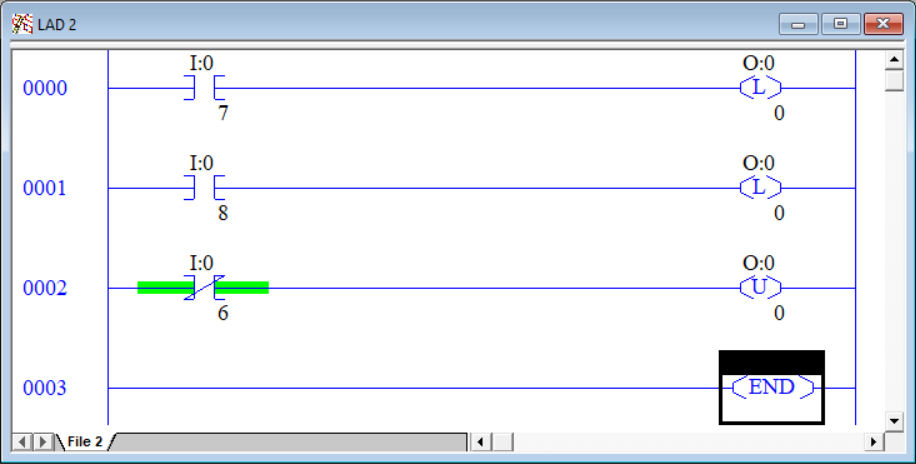 LAD 2
I:0 O:0
0000 L
7 0
I:0 O:0
0001 L
8 0
I:0 O:0
0002 U
6 0
0003 END
File 2